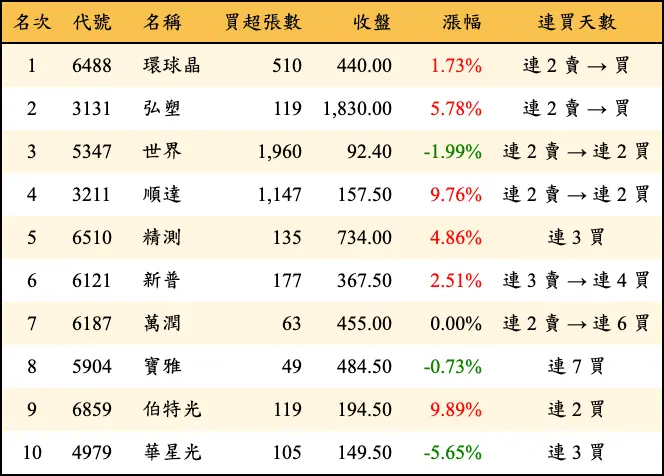 名次 代號 名稱 買超張數 收盤 漲幅 連買天數
1 6488 環球晶 510 440.00 1.73% 連 2 賣 → 買
2 3131 弘塑 119 1,830.00 5.78% 連 2 賣 → 買
3 5347 世界 1,960 92.40 -1.99% 連 2 賣 → 連 2 買
4 3211 順達 1,147 157.50 9.76% 連 2 賣 → 連 2 買
5 6510 精測 135 734.00 4.86% 連 3 買
6 6121 新普 177 367.50 2.51% 連 3 賣 → 連 4 買
7 6187 萬潤 63 455.00 0.00% 連 2 賣 → 連 6 買
8 5904 寶雅 49 484.50 -0.73% 連 7 買
9 6859 伯特光 119 194.50 9.89% 連 2 買
10 4979 華星光 105 149.50 -5.65% 連 3 買